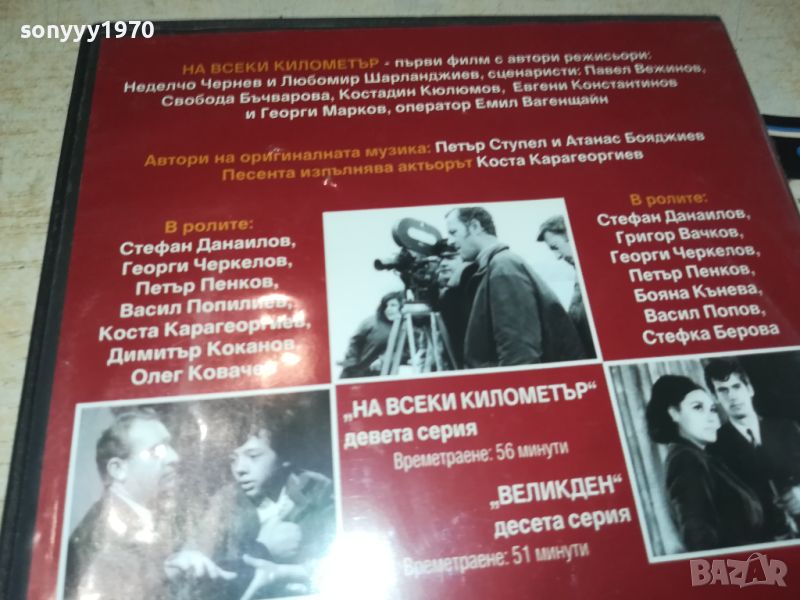 sonyyy1970
НА ВСЕКИ КИЛОМЕТЪР - първи филм с автори режисьори:
Неделчо Чернев и Любомир Шарланджиев, сценаристи: Павел Вежинов,
Свобода Бъчварова, Костадин Кюлюмов, Евгени Константинов
и Георги Марков, оператор Емил Вагенщайн
Автори на оригиналната музика: Петър Ступел и Атанас Бояджиев
Песента изпълнява актьорът Коста Карагеоргиев
В ролите:
Стефан Данаилов,
Георги Черкелов,
Петър Пенков,
Васил Попилиев,
Коста Карагеоргиев,
Димитър Коканов,
Олег Ковачев
В ролите:
Стефан Данаилов,
Григор Вачков,
Георги Черкелов,
Петър Пенков,
Бояна Кънева,
Васил Попов,
Стефка Берова
„НА ВСЕКИ КИЛОМЕТЪР“
девета серия
Времетраене: 56 минути
„ВЕЛИКДЕН“
десета серия
Времетраене: 51 минути
BAZAR